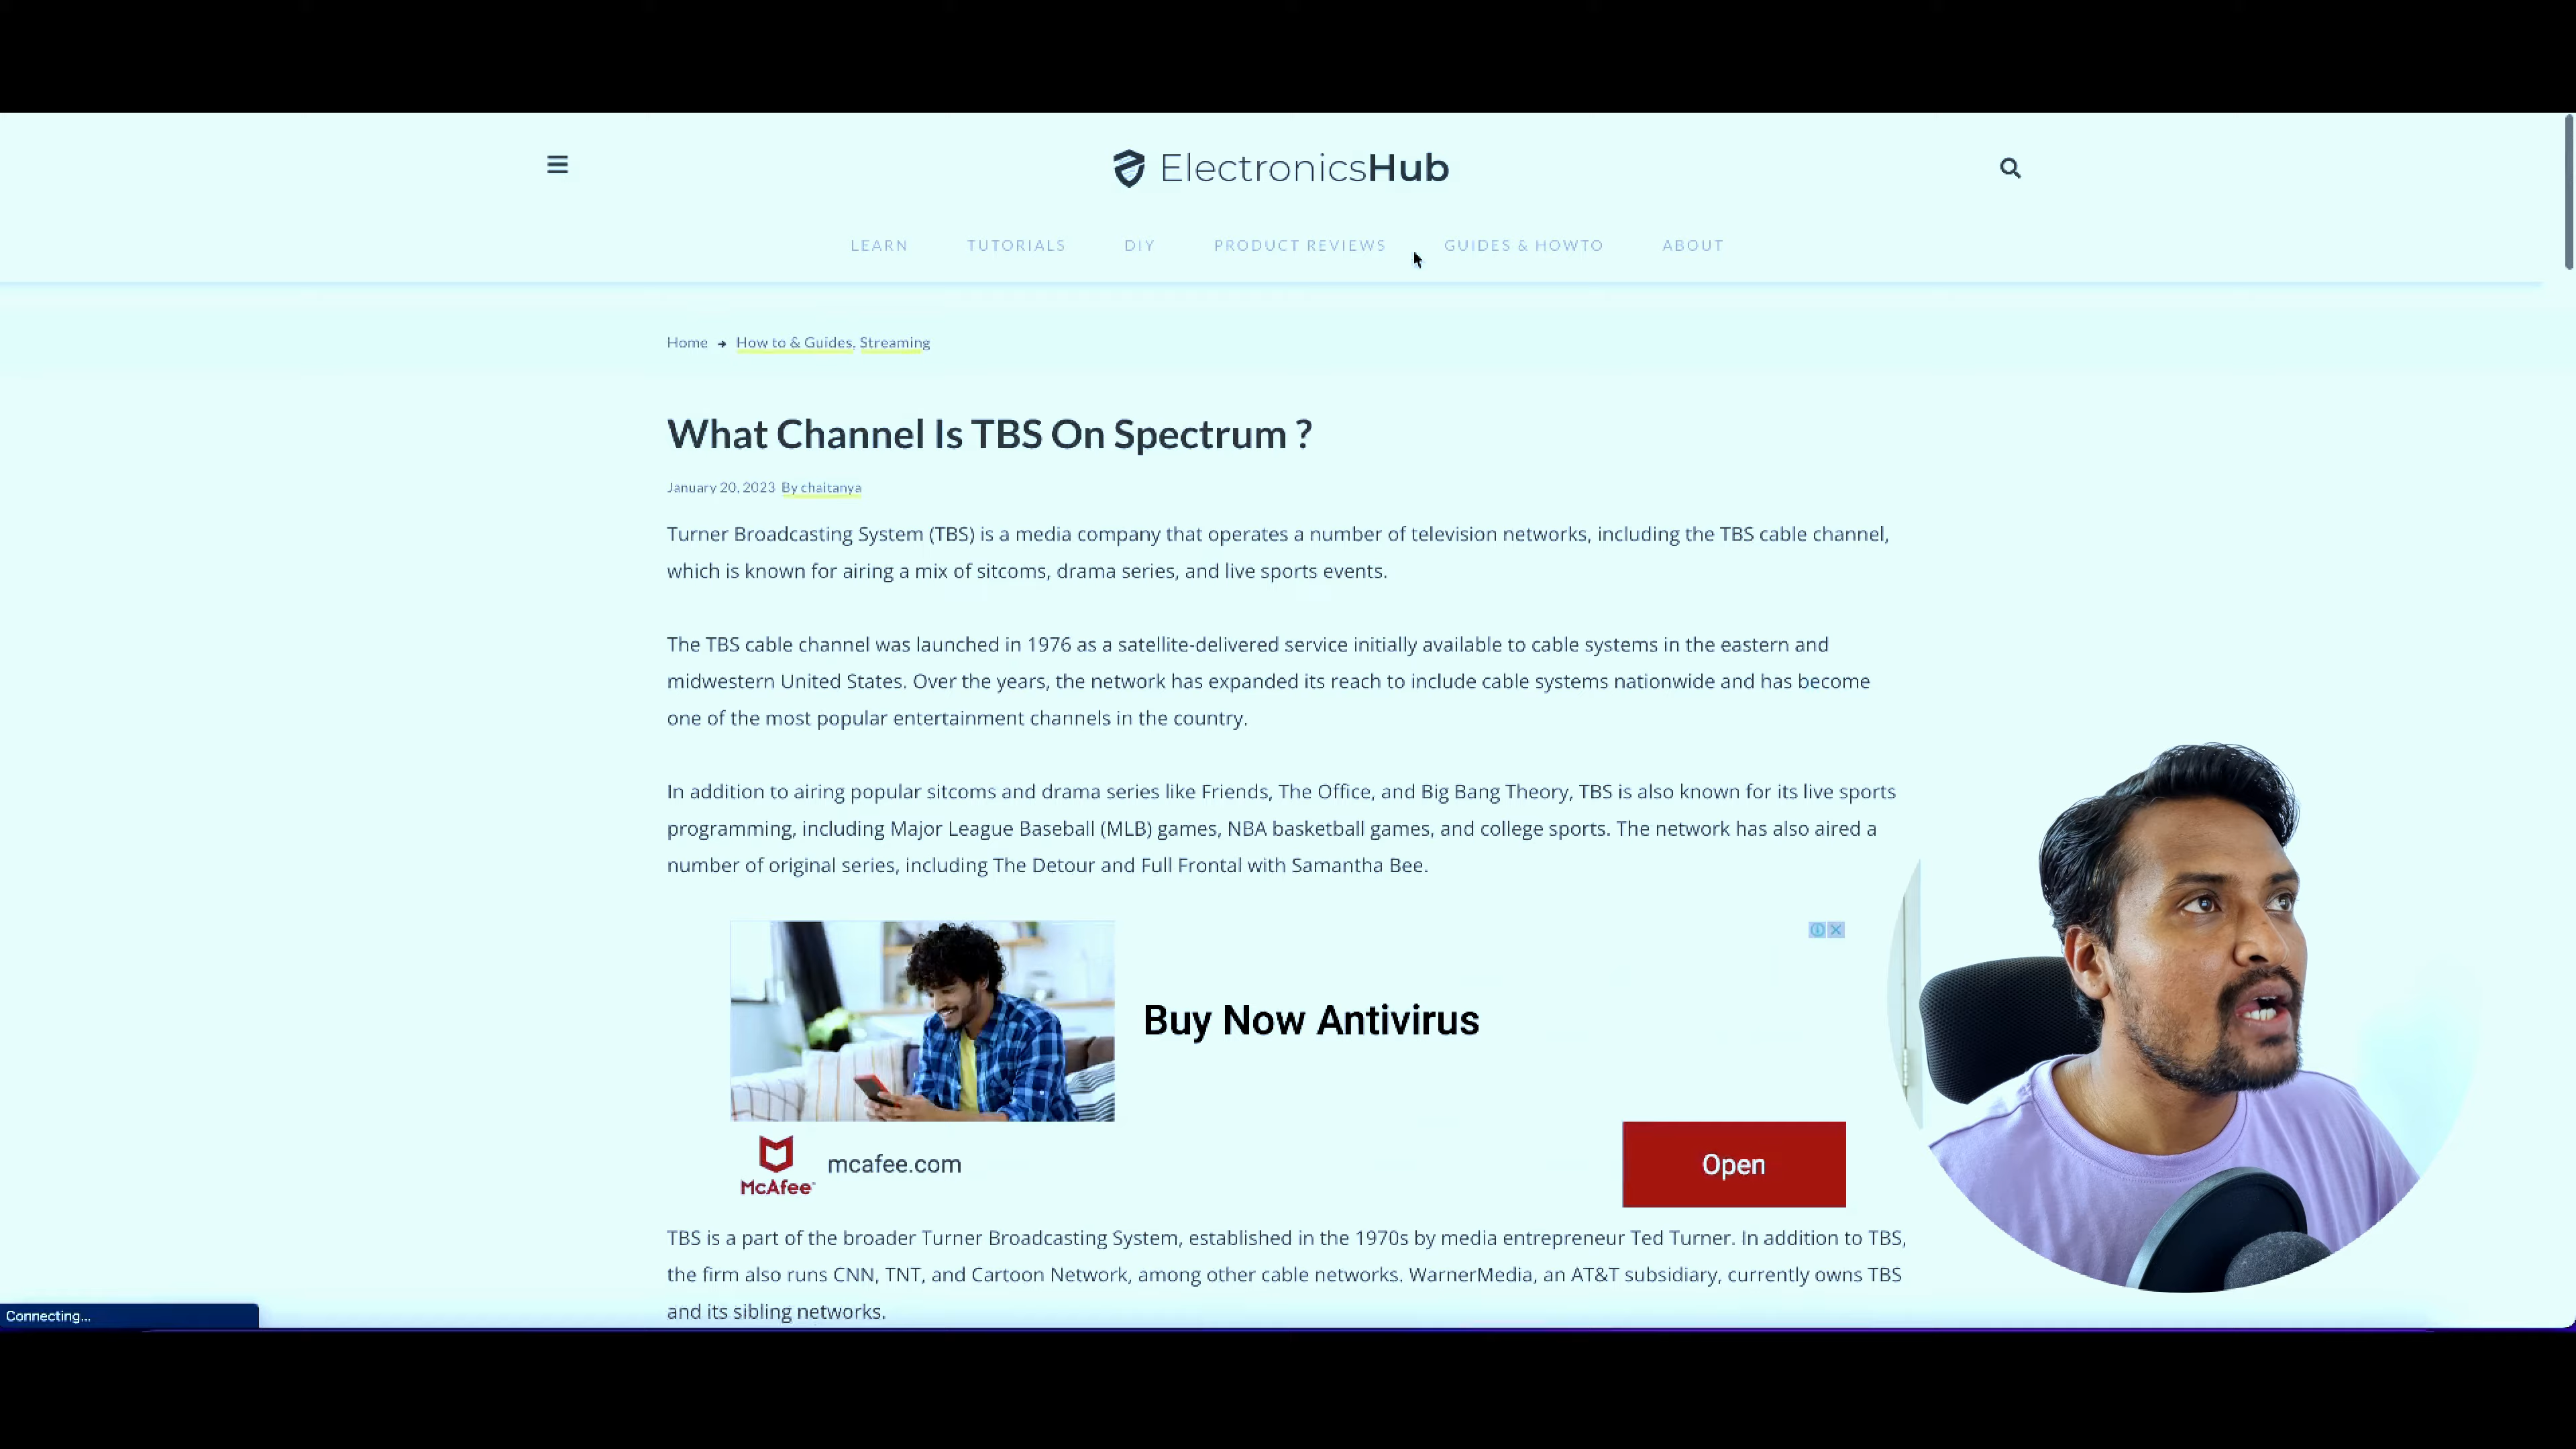 ElectronicsHub
LEARN TUTORIALS DIY PRODUCT REVIEWS GUIDES & HOWTO ABOUT
Home → How to & Guides, Streaming
What Channel Is TBS On Spectrum ?
January 20, 2023 By chaitanya
Turner Broadcasting System (TBS) is a media company that operates a number of television networks, including the TBS cable channel,
which is known for airing a mix of sitcoms, drama series, and live sports events.
The TBS cable channel was launched in 1976 as a satellite-delivered service initially available to cable systems in the eastern and
midwestern United States. Over the years, the network has expanded its reach to include cable systems nationwide and has become
one of the most popular entertainment channels in the country.
In addition to airing popular sitcoms and drama series like Friends, The Office, and Big Bang Theory, TBS is also known for its live sports
programming, including Major League Baseball (MLB) games, NBA basketball games, and college sports. The network has also aired a
number of original series, including The Detour and Full Frontal with Samantha Bee.
Buy Now Antivirus
McAfee
mcafee.com
Open
TBS is a part of the broader Turner Broadcasting System, established in the 1970s by media entrepreneur Ted Turner. In addition to TBS,
the firm also runs CNN, TNT, and Cartoon Network, among other cable networks. WarnerMedia, an AT&T subsidiary, currently owns TBS
and its sibling networks.
Connecting...